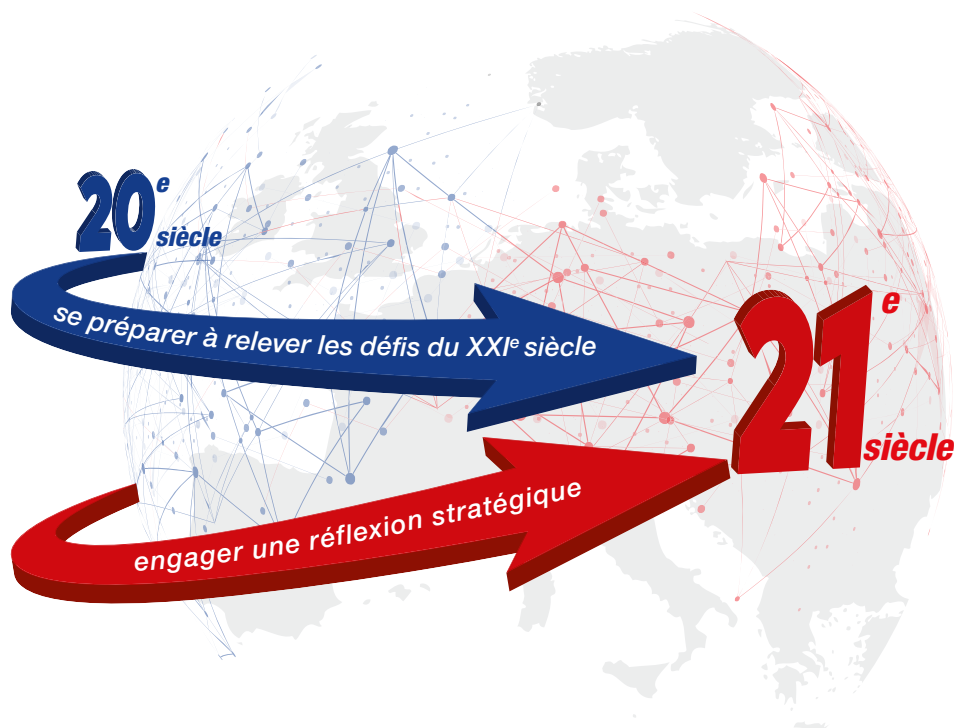 20e
siècle
se préparer à relever les défis du XXIe siècle
21e
siècle
engager une réflexion stratégique